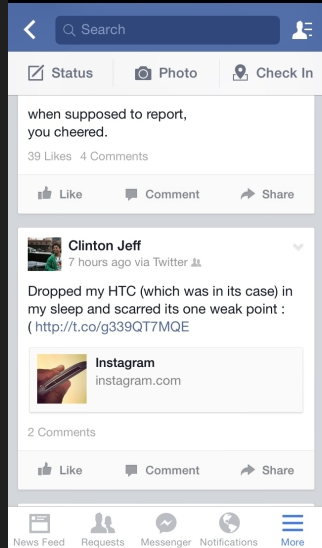 Search
Status Photo Check In
when supposed to report,
you cheered.
39 Likes 4 Comments
Like Comment Share
Clinton Jeff
7 hours ago via Twitter
Dropped my HTC (which was in its case) in
my sleep and scarred its one weak point :
( http://t.co/g339QT7MQE
Instagram
instagram.com
2 Comments
Like Comment Share
News Feed Requests Messenger Notifications More